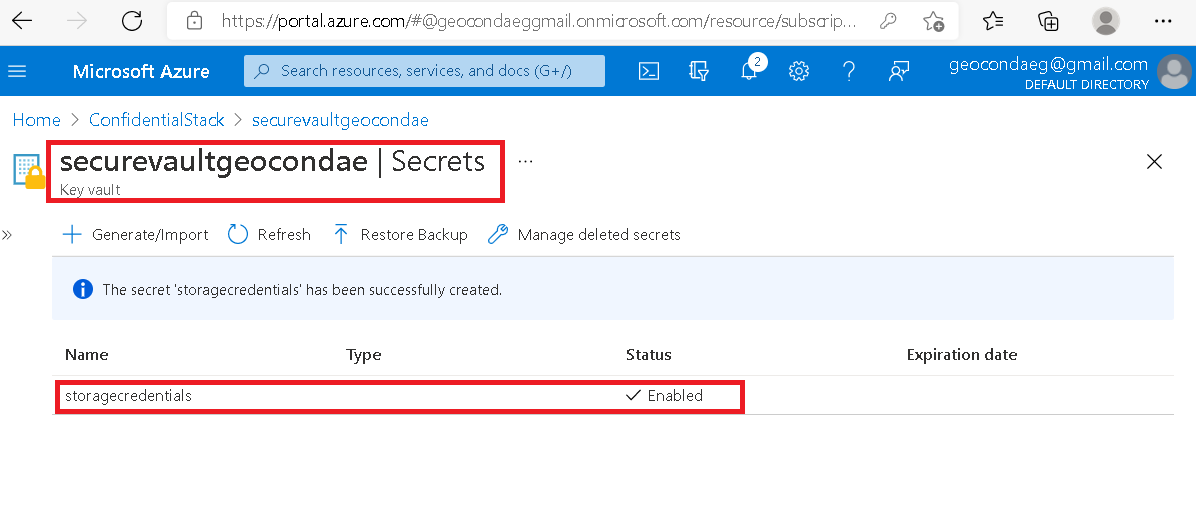 https://portal.azure.com/#@geocondaeggmail.onmicrosoft.com/resource/subscrip...
Microsoft Azure
Search resources, services, and docs (G+/)
2
geocondaeg@gmail.com
DEFAULT DIRECTORY
Home > ConfidentialStack > securevaultgeocondae
securevaultgeocondae | Secrets ...
Key vault
Generate/Import Refresh Restore Backup Manage deleted secrets
The secret 'storagecredentials' has been successfully created.
Name Type Status Expiration date
storagecredentials Enabled